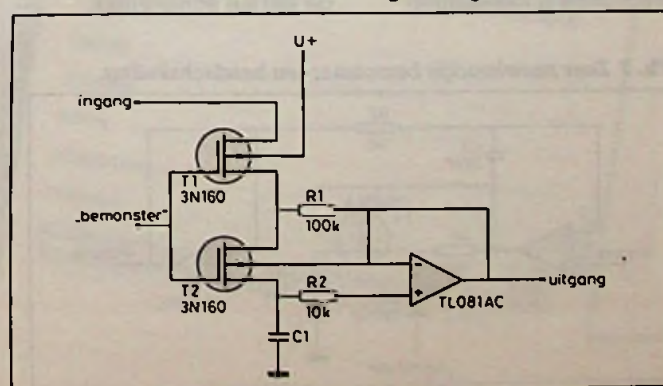 U+
ingang
T1
3N160
R1
100k
„bemonster"
T2
3N160
R2
10k
C1
-
+
TL081AC
uitgang